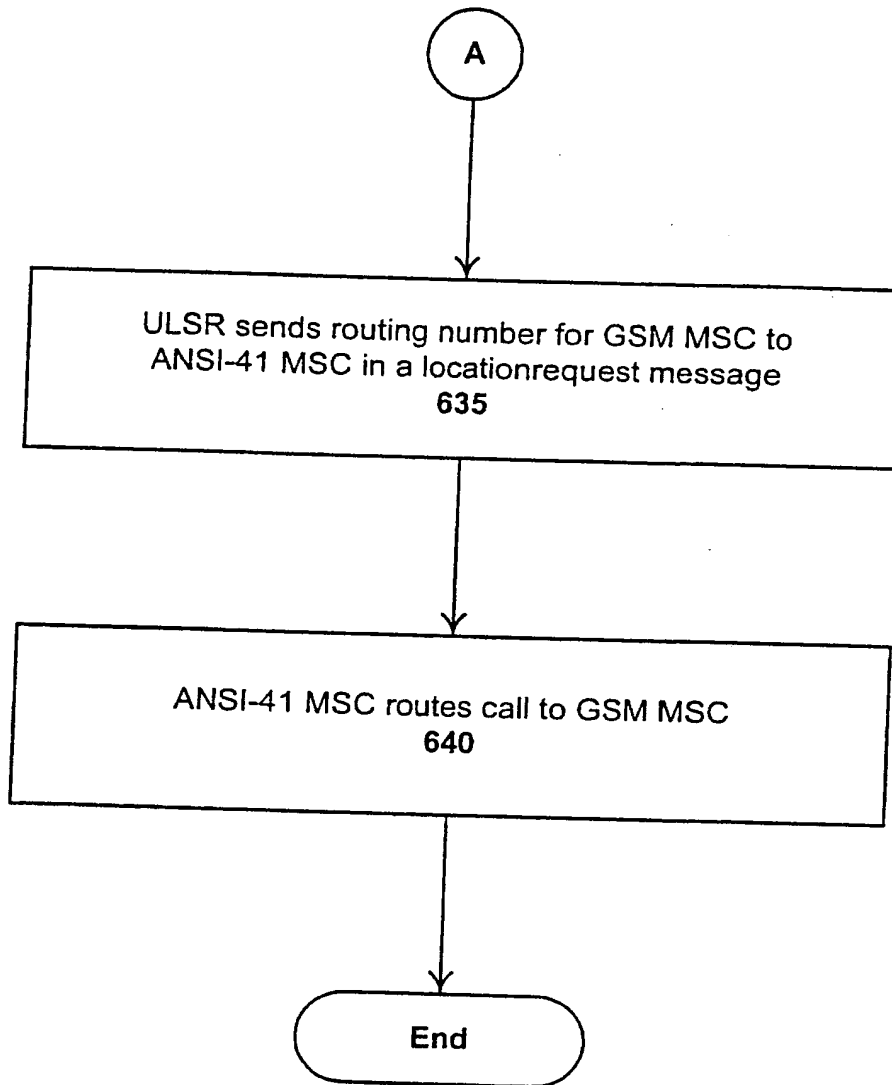 A
ULSR sends routing number for GSM MSC to
ANSI-41 MSC in a locationrequest message
635
ANSI-41 MSC routes call to GSM MSC
640
End